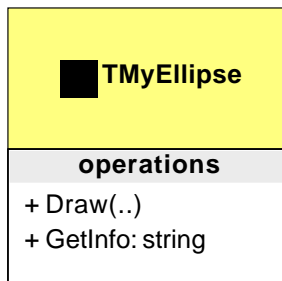 TMyEllipse
operations
+ Draw(..)
+ GetInfo: string